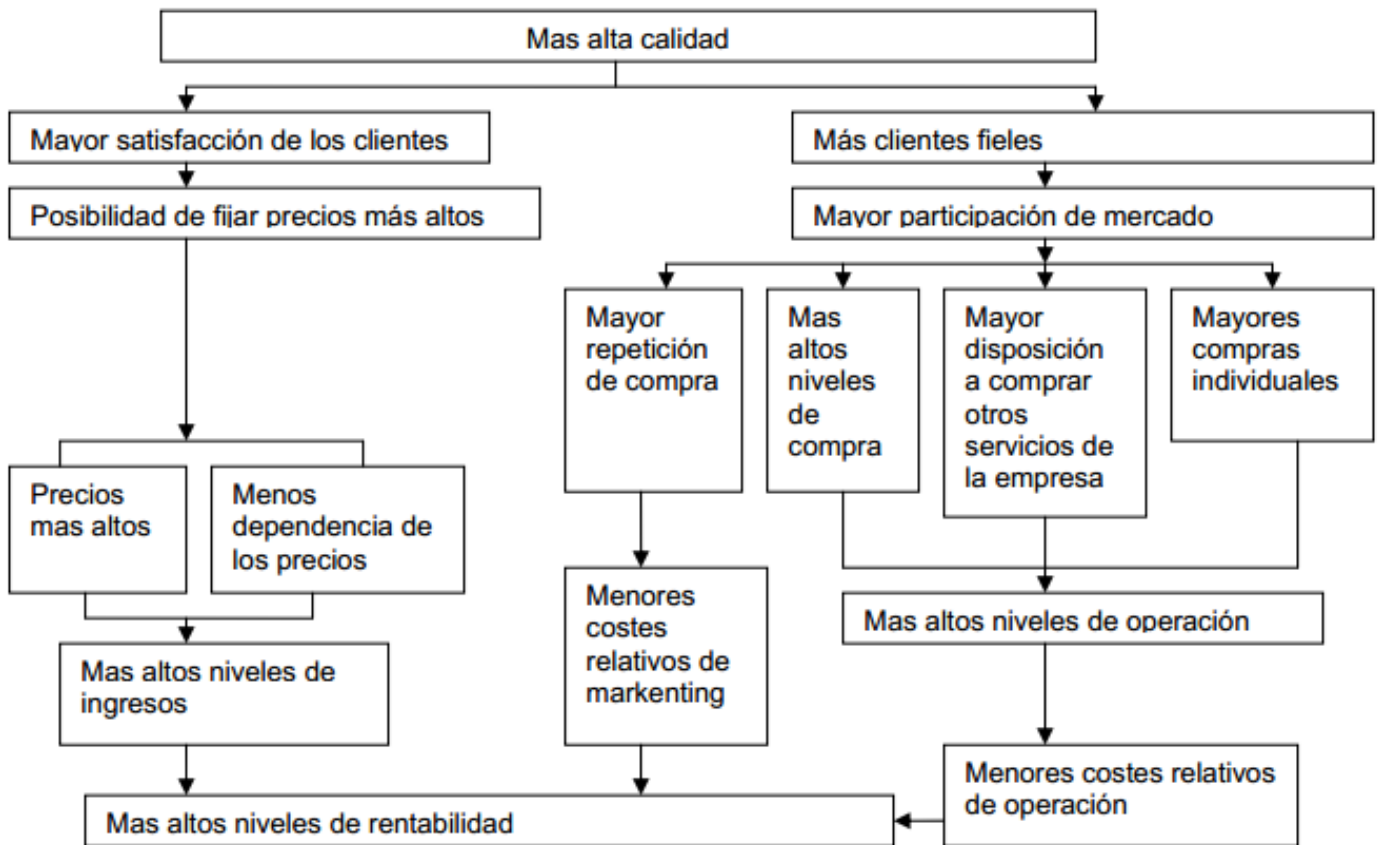 Mas alta calidad
Mayor satisfacción de los clientes
Más clientes fieles
Posibilidad de fijar precios más altos
Mayor participación de mercado
Mayor
repetición
de compra
Mas
altos
niveles
de
compra
Mayor
disposición
a comprar
otros
servicios de
la empresa
Mayores
compras
individuales
Precios
mas altos
Menos
dependencia de
los precios
Menores
costes
relativos de
markenting
Mas altos niveles de operación
Mas altos niveles de
ingresos
Menores costes relativos
de operación
Mas altos niveles de rentabilidad